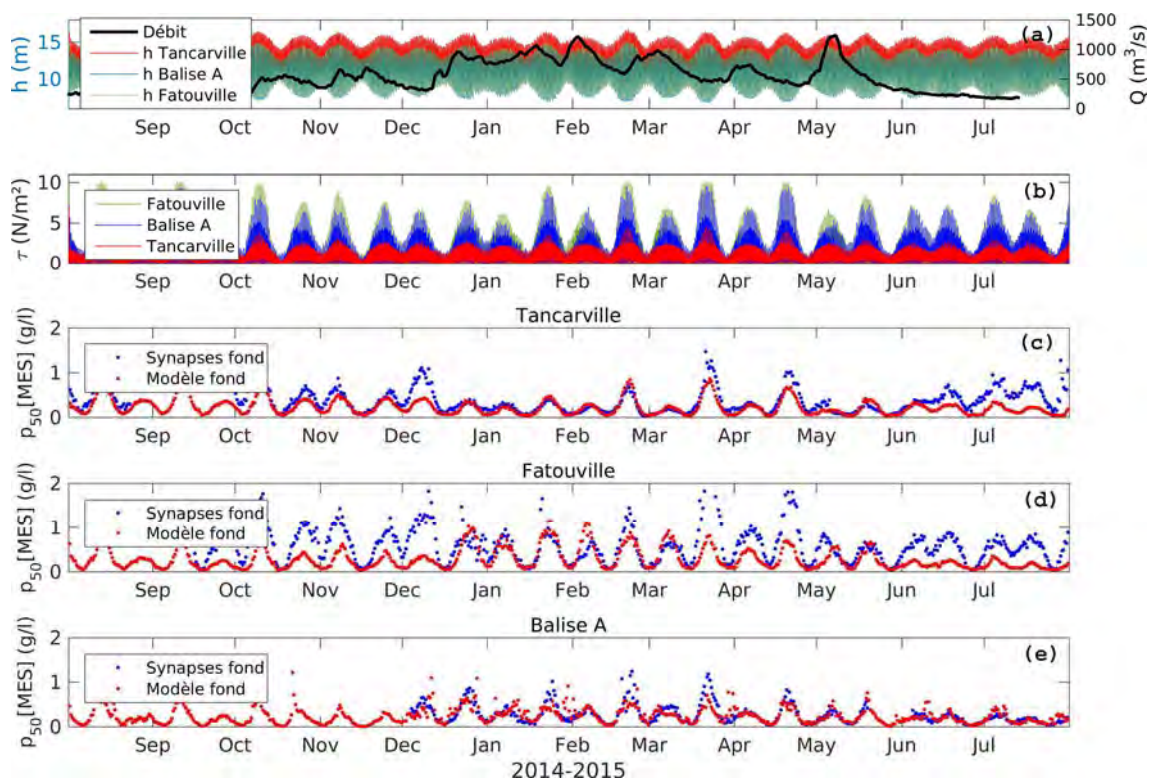 Débit
h Tancarville
h Balise A
h Fatouville
(a)
h (m)
15
10
Q (m³/s)
1500
1000
500
0
Sep Oct Nov Dec Jan Feb Mar Apr May Jun Jul
(b)
τ (N/m²)
10
5
0
Fatouville
Balise A
Tancarville
Sep Oct Nov Dec Jan Feb Mar Apr May Jun Jul
Tancarville
(c)
p50[MES] (g/l)
2
1
0
Synapses fond
Modèle fond
Sep Oct Nov Dec Jan Feb Mar Apr May Jun Jul
Fatouville
(d)
p50[MES] (g/l)
2
1
0
Synapses fond
Modèle fond
Sep Oct Nov Dec Jan Feb Mar Apr May Jun Jul
Balise A
(e)
p50[MES] (g/l)
2
1
0
Synapses fond
Modèle fond
Sep Oct Nov Dec Jan Feb Mar Apr May Jun Jul
2014-2015